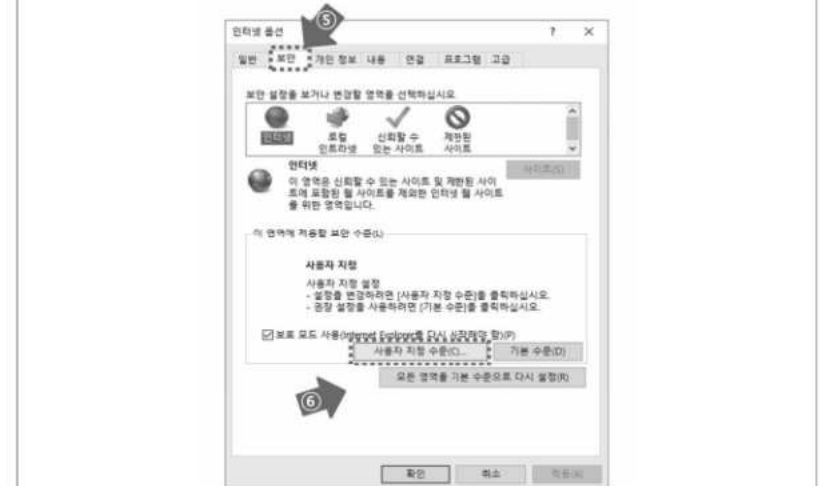 ⑤
인터넷 옵션 ? ×
일반 보안 개인 정보 내용 연결 프로그램 고급
보안 설정을 보거나 변경할 영역을 선택하십시오.
인터넷 로컬 인트라넷 신뢰할 수 있는 사이트 제한된 사이트
인터넷
사이트(S)
이 영역은 신뢰할 수 있는 사이트 및 제한된 사이
트에 포함된 웹 사이트를 제외한 인터넷 웹 사이트
를 위한 영역입니다.
이 영역에 적용할 보안 수준(L)
사용자 지정
사용자 지정 설정
- 설정을 변경하려면 [사용자 지정 수준]를 클릭하십시오.
- 권장 설정을 사용하려면 [기본 수준]를 클릭하십시오.
보호 모드 사용(Internet Explorer를 다시 시작해야 함)(P)
사용자 지정 수준(C)... 기본 수준(D)
모든 영역을 기본 수준으로 다시 설정(R)
⑥
확인 취소 적용(A)